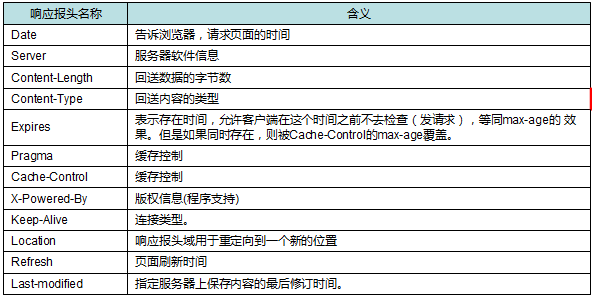 响应报头名称 含义
Date 告诉浏览器，请求页面的时间
Server 服务器软件信息
Content-Length 回送数据的字节数
Content-Type 回送内容的类型
Expires 表示存在时间，允许客户端在这个时间之前不去检查（发请求），等同max-age的 效
果。但是如果同时存在，则被Cache-Control的max-age覆盖。
Pragma 缓存控制
Cache-Control 缓存控制
X-Powered-By 版权信息(程序支持)
Keep-Alive 连接类型。
Location 响应报头域用于重定向到一个新的位置
Refresh 页面刷新时间
Last-modified 指定服务器上保存内容的最后修订时间。